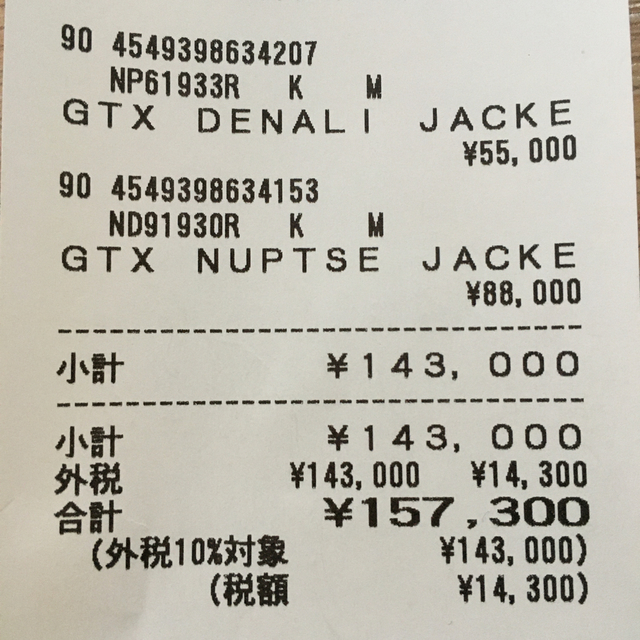 90 4549398634207
NP61933R K M
GTX DENALI JACKE
¥55,000
90 4549398634153
ND91930R K M
GTX NUPTSE JACKE
¥88,000
小計 ¥143,000
小計 ¥143,000
外税 ¥143,000 ¥14,300
合計 ¥157,300
(外税10%対象 ¥143,000)
(税額 ¥14,300)